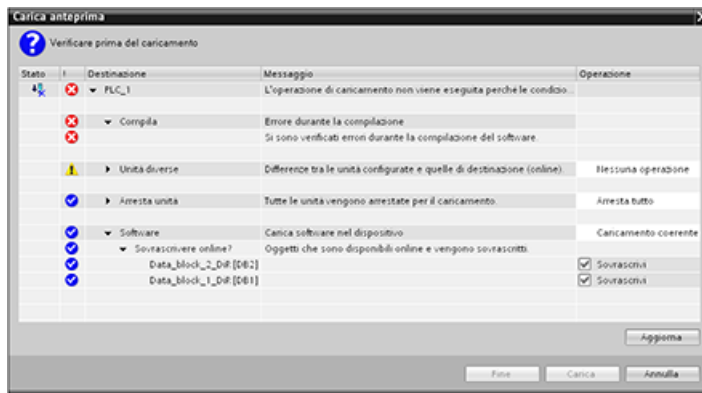 Carica anteprima
Verificare prima del caricamento
Stato ! Destinazione Messaggio Operazione
PLC_1 L'operazione di caricamento non viene eseguita perché le condizio...
Compila Errore durante la compilazione
Si sono verificati errori durante la compilazione del software.
Unità diverse Differenze tra le unità configurate e quelle di destinazione (online). Nessuna operazione
Arresta unità Tutte le unità vengono arrestate per il caricamento. Arresta tutto
Software Carica software nel dispositivo Caricamento coerente
Sovrascrivere online? Oggetti che sono disponibili online e vengono sovrascritti.
Data_block_2_DiR [DB2] Sovrascrivi
Data_block_1_DiR [DB1] Sovrascrivi
Aggiorna
Fine Carica Annulla